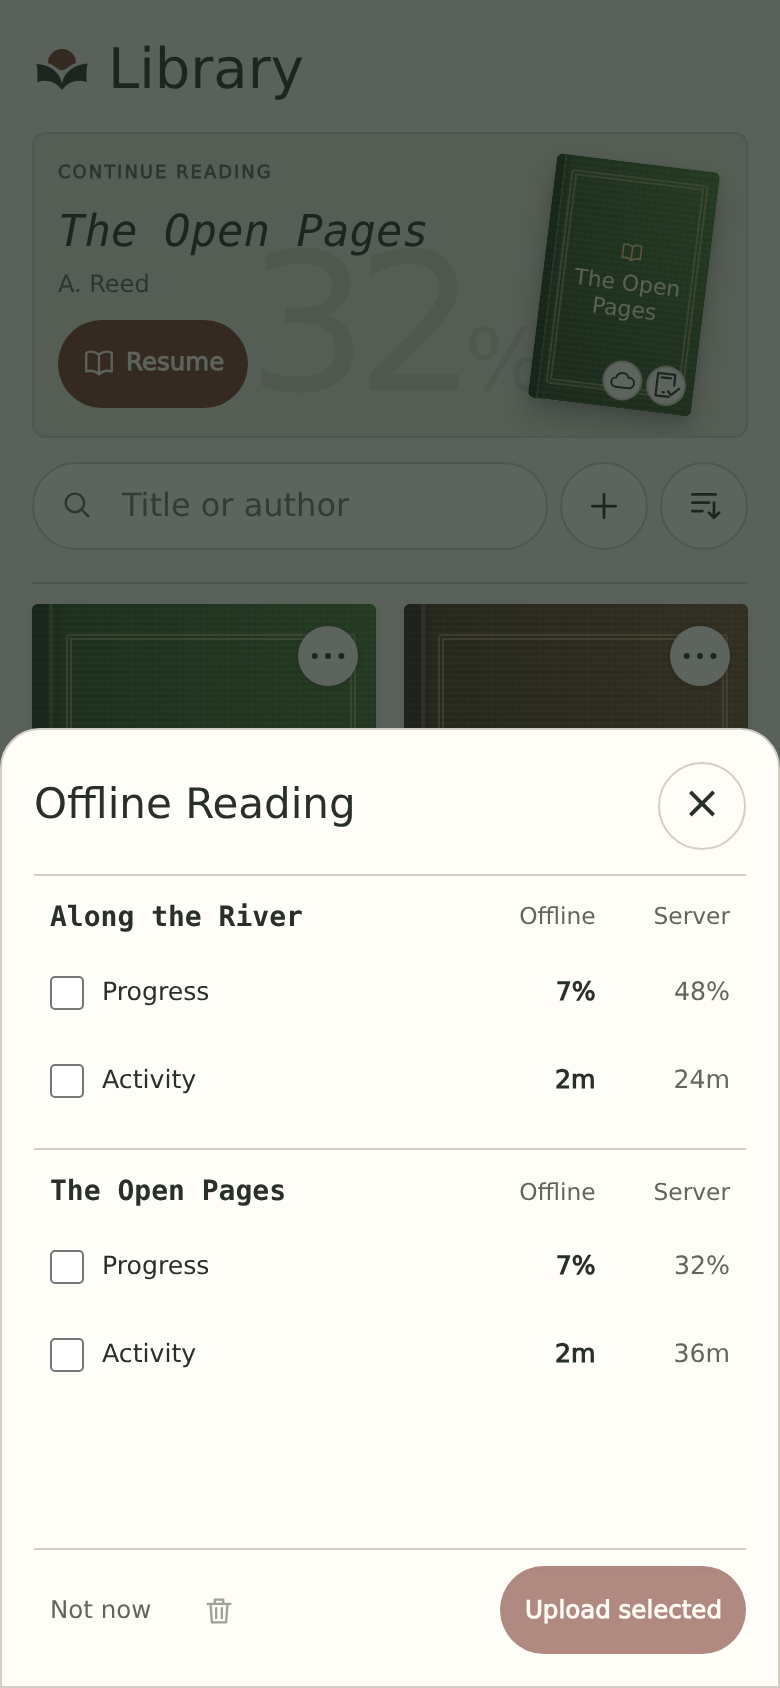 Library
CONTINUE READING
The Open Pages
A. Reed
32%
Resume
The Open
Pages
Title or author
Offline Reading
Along the River Offline Server
Progress 7% 48%
Activity 2m 24m
The Open Pages Offline Server
Progress 7% 32%
Activity 2m 36m
Not now
Upload selected